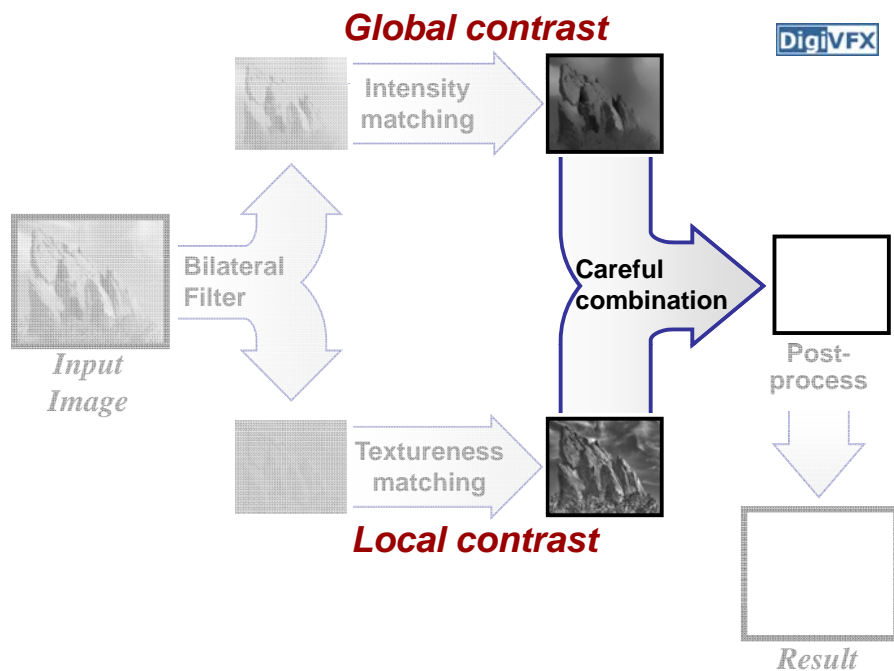 Global contrast
DigiVFX
Intensity
matching
Bilateral
Filter
Careful
combination
Input
Image
Post-
process
Textureness
matching
Local contrast
Result